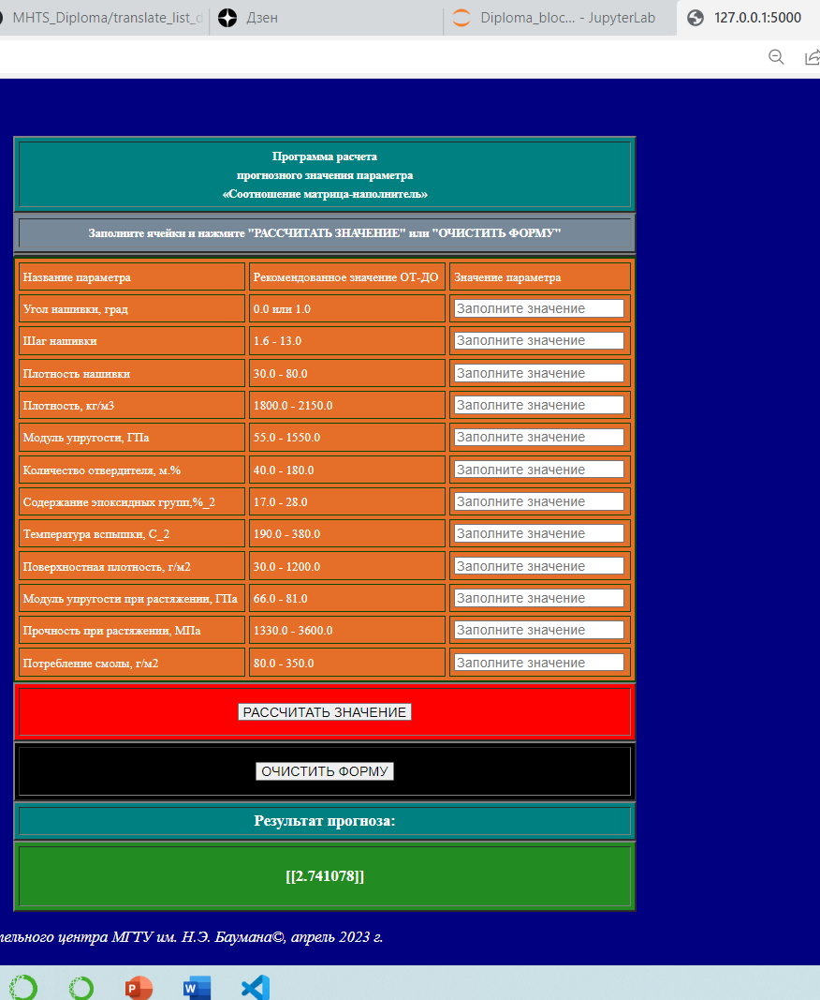 MHTS_Diploma/translate_list_d
Дзен
Diploma_bloc... - JupyterLab
127.0.0.1:5000
Программа расчета
прогнозного значения параметра
«Соотношение матрица-наполнитель»
Заполните ячейки и нажмите "РАССЧИТАТЬ ЗНАЧЕНИЕ" или "ОЧИСТИТЬ ФОРМУ"
Название параметра Рекомендованное значение ОТ-ДО Значение параметра
Угол нашивки, град 0.0 или 1.0 Заполните значение
Шаг нашивки 1.6 - 13.0 Заполните значение
Плотность нашивки 30.0 - 80.0 Заполните значение
Плотность, кг/м3 1800.0 - 2150.0 Заполните значение
Модуль упругости, ГПа 55.0 - 1550.0 Заполните значение
Количество отвердителя, м.% 40.0 - 180.0 Заполните значение
Содержание эпоксидных групп,%_2 17.0 - 28.0 Заполните значение
Температура вспышки, С_2 190.0 - 380.0 Заполните значение
Поверхностная плотность, г/м2 30.0 - 1200.0 Заполните значение
Модуль упругости при растяжении, ГПа 66.0 - 81.0 Заполните значение
Прочность при растяжении, МПа 1330.0 - 3600.0 Заполните значение
Потребление смолы, г/м2 80.0 - 350.0 Заполните значение
РАССЧИТАТЬ ЗНАЧЕНИЕ
ОЧИСТИТЬ ФОРМУ
Результат прогноза:
[[2.741078]]
тельного центра МГТУ им. Н.Э. Баумана©, апрель 2023 г.
P
W